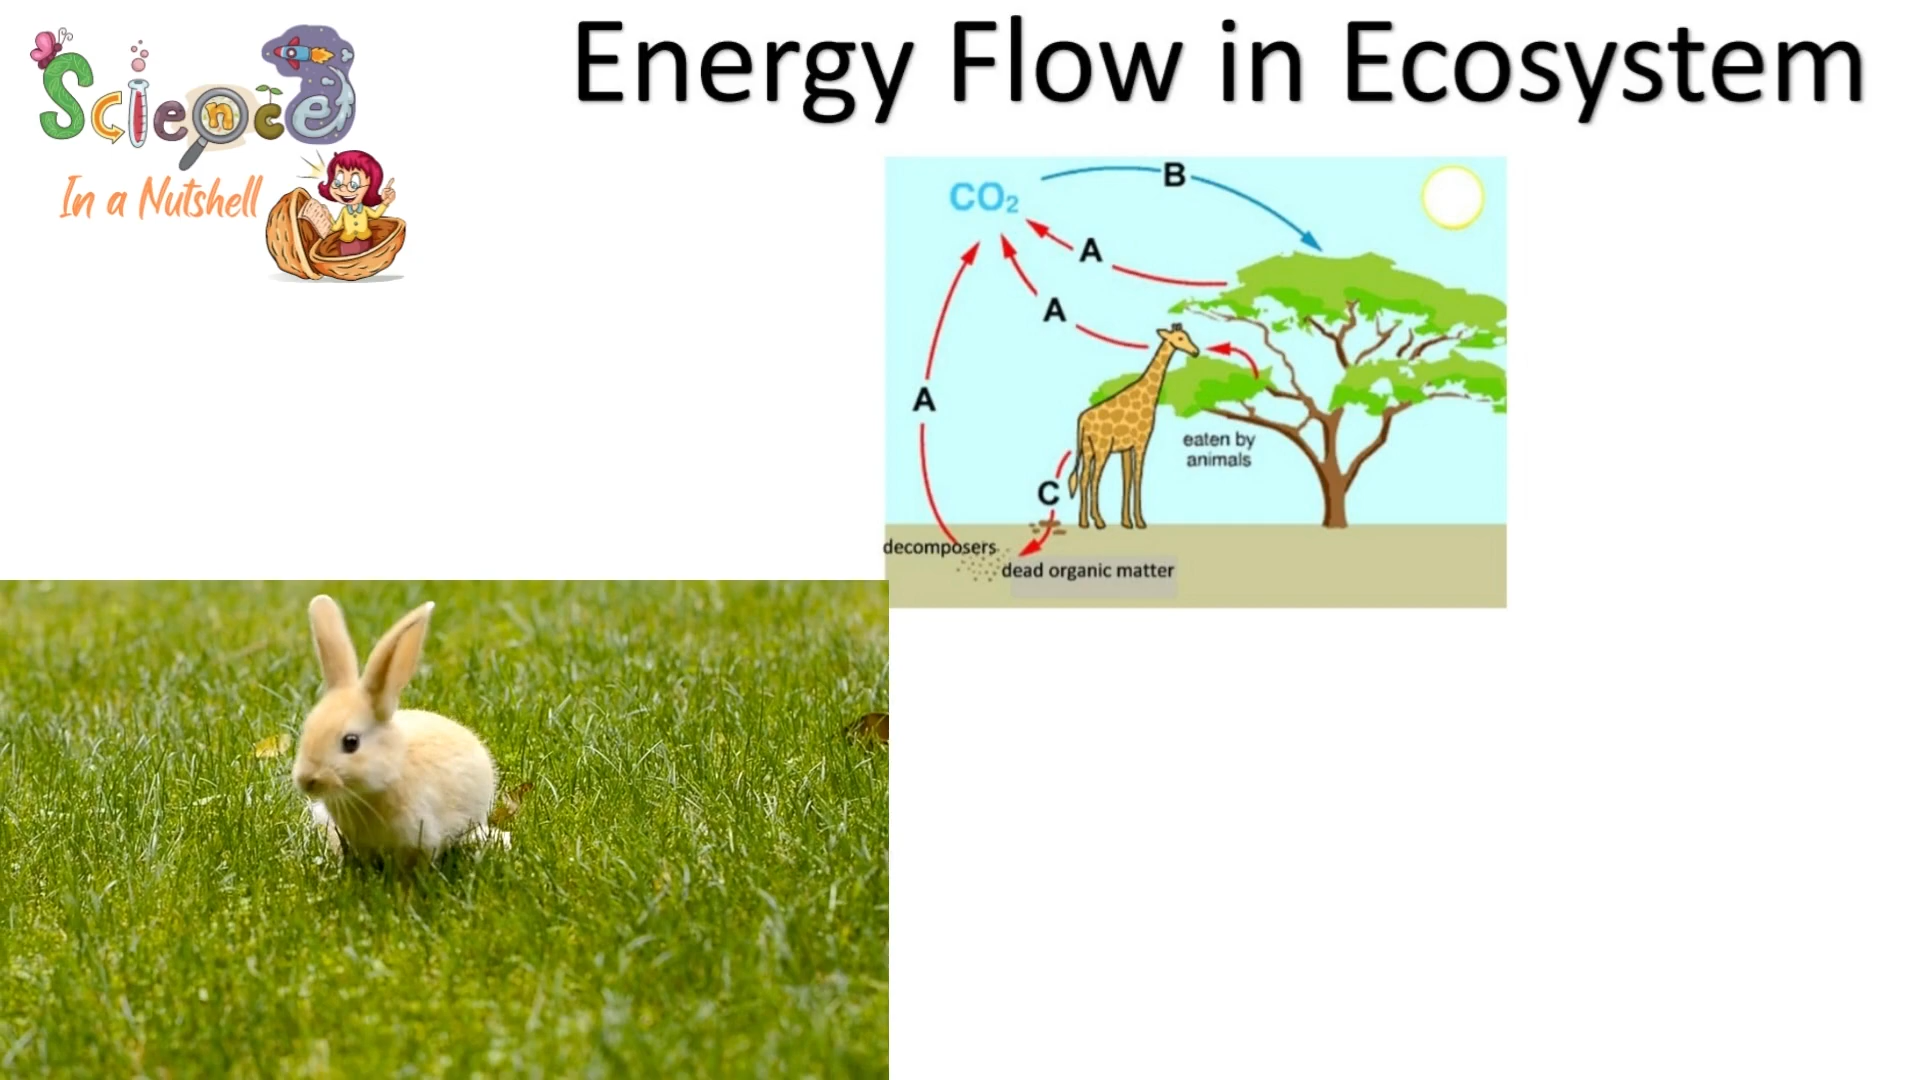 Science
In a Nutshell
Energy Flow in Ecosystem
CO₂
B
A
A
A
eaten by
animals
C
decomposers
dead organic matter